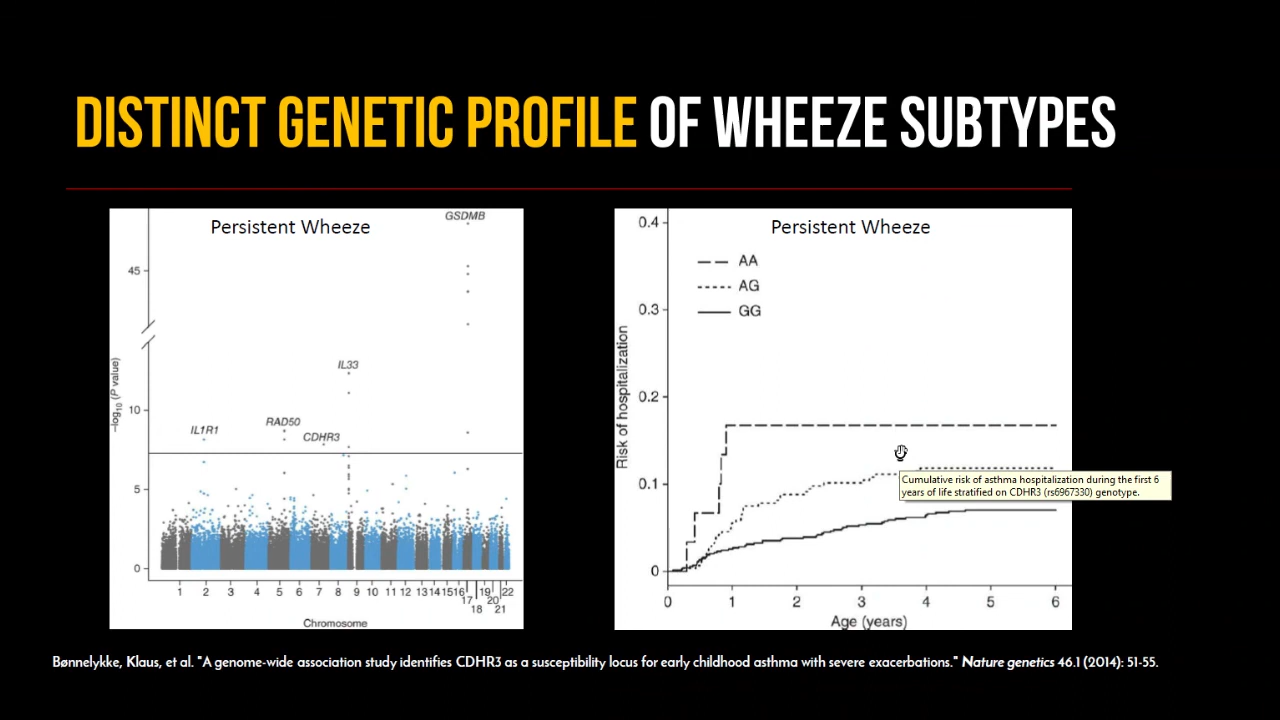 DISTINCT GENETIC PROFILE OF WHEEZE SUBTYPES
Persistent Wheeze
GSDMB
45
IL33
10
RAD50
IL1R1
CDHR3
5
0
–log10 (P value)
1 2 3 4 5 6 7 8 9 10 11 12 13 14 15 16 17 18 19 20 21 22
Chromosome
Persistent Wheeze
0.4
AA
AG
GG
0.3
0.2
0.1
0
Risk of hospitalization
Cumulative risk of asthma hospitalization during the first 6
years of life stratified on CDHR3 (rs6967330) genotype.
0 1 2 3 4 5 6
Age (years)
Bønnelykke, Klaus, et al. "A genome-wide association study identifies CDHR3 as a susceptibility locus for early childhood asthma with severe exacerbations." Nature genetics 46.1 (2014): 51-55.